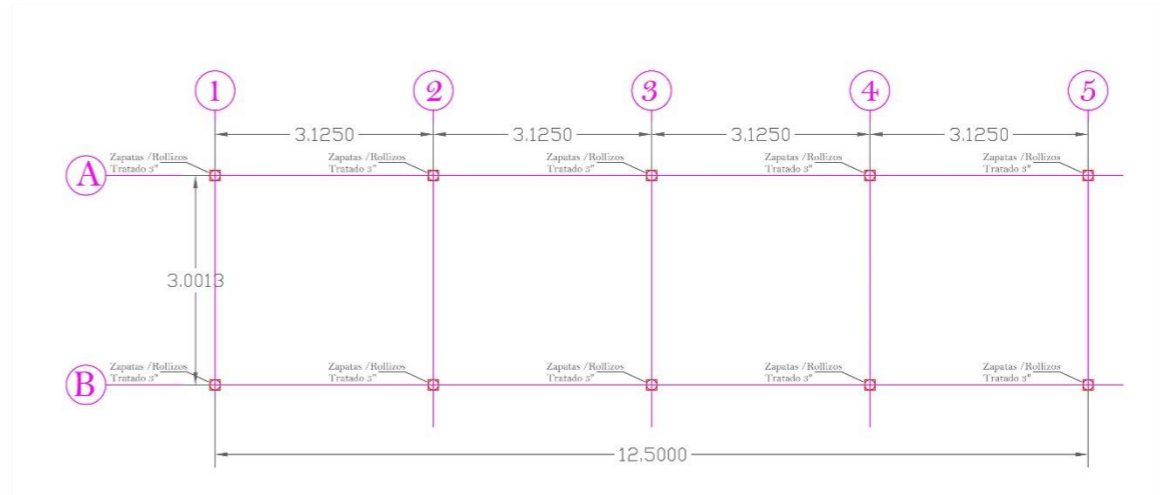 1 2 3 4 5
3.1250 3.1250 3.1250 3.1250
A
Zapatas /Rollizos
Tratado 3"
Zapatas /Rollizos
Tratado 3"
Zapatas /Rollizos
Tratado 3"
Zapatas /Rollizos
Tratado 3"
Zapatas /Rollizos
Tratado 3"
3.0013
B
Zapatas /Rollizos
Tratado 3"
Zapatas /Rollizos
Tratado 3"
Zapatas /Rollizos
Tratado 3"
Zapatas /Rollizos
Tratado 3"
Zapatas /Rollizos
Tratado 3"
12.5000